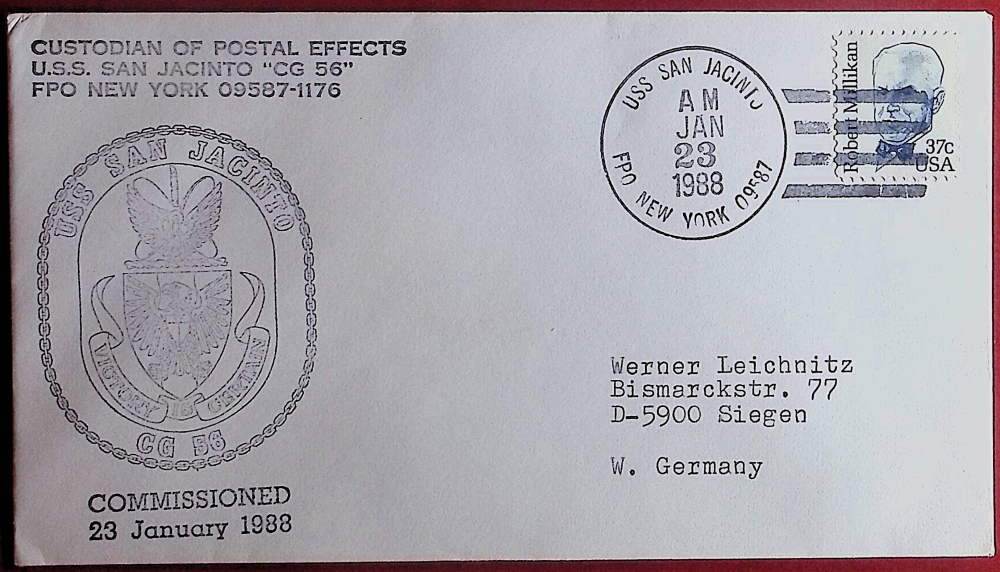 CUSTODIAN OF POSTAL EFFECTS
U.S.S. SAN JACINTO "CG 56"
FPO NEW YORK 09587-1176
USS SAN JACINTO
AM
JAN
23
1988
FPO NEW YORK 09587
Robert Millikan
37c
USA
USS SAN JACINTO
VICTORY IS CERTAIN
CG 56
COMMISSIONED
23 January 1988
Werner Leichnitz
Bismarckstr. 77
D-5900 Siegen
W. Germany